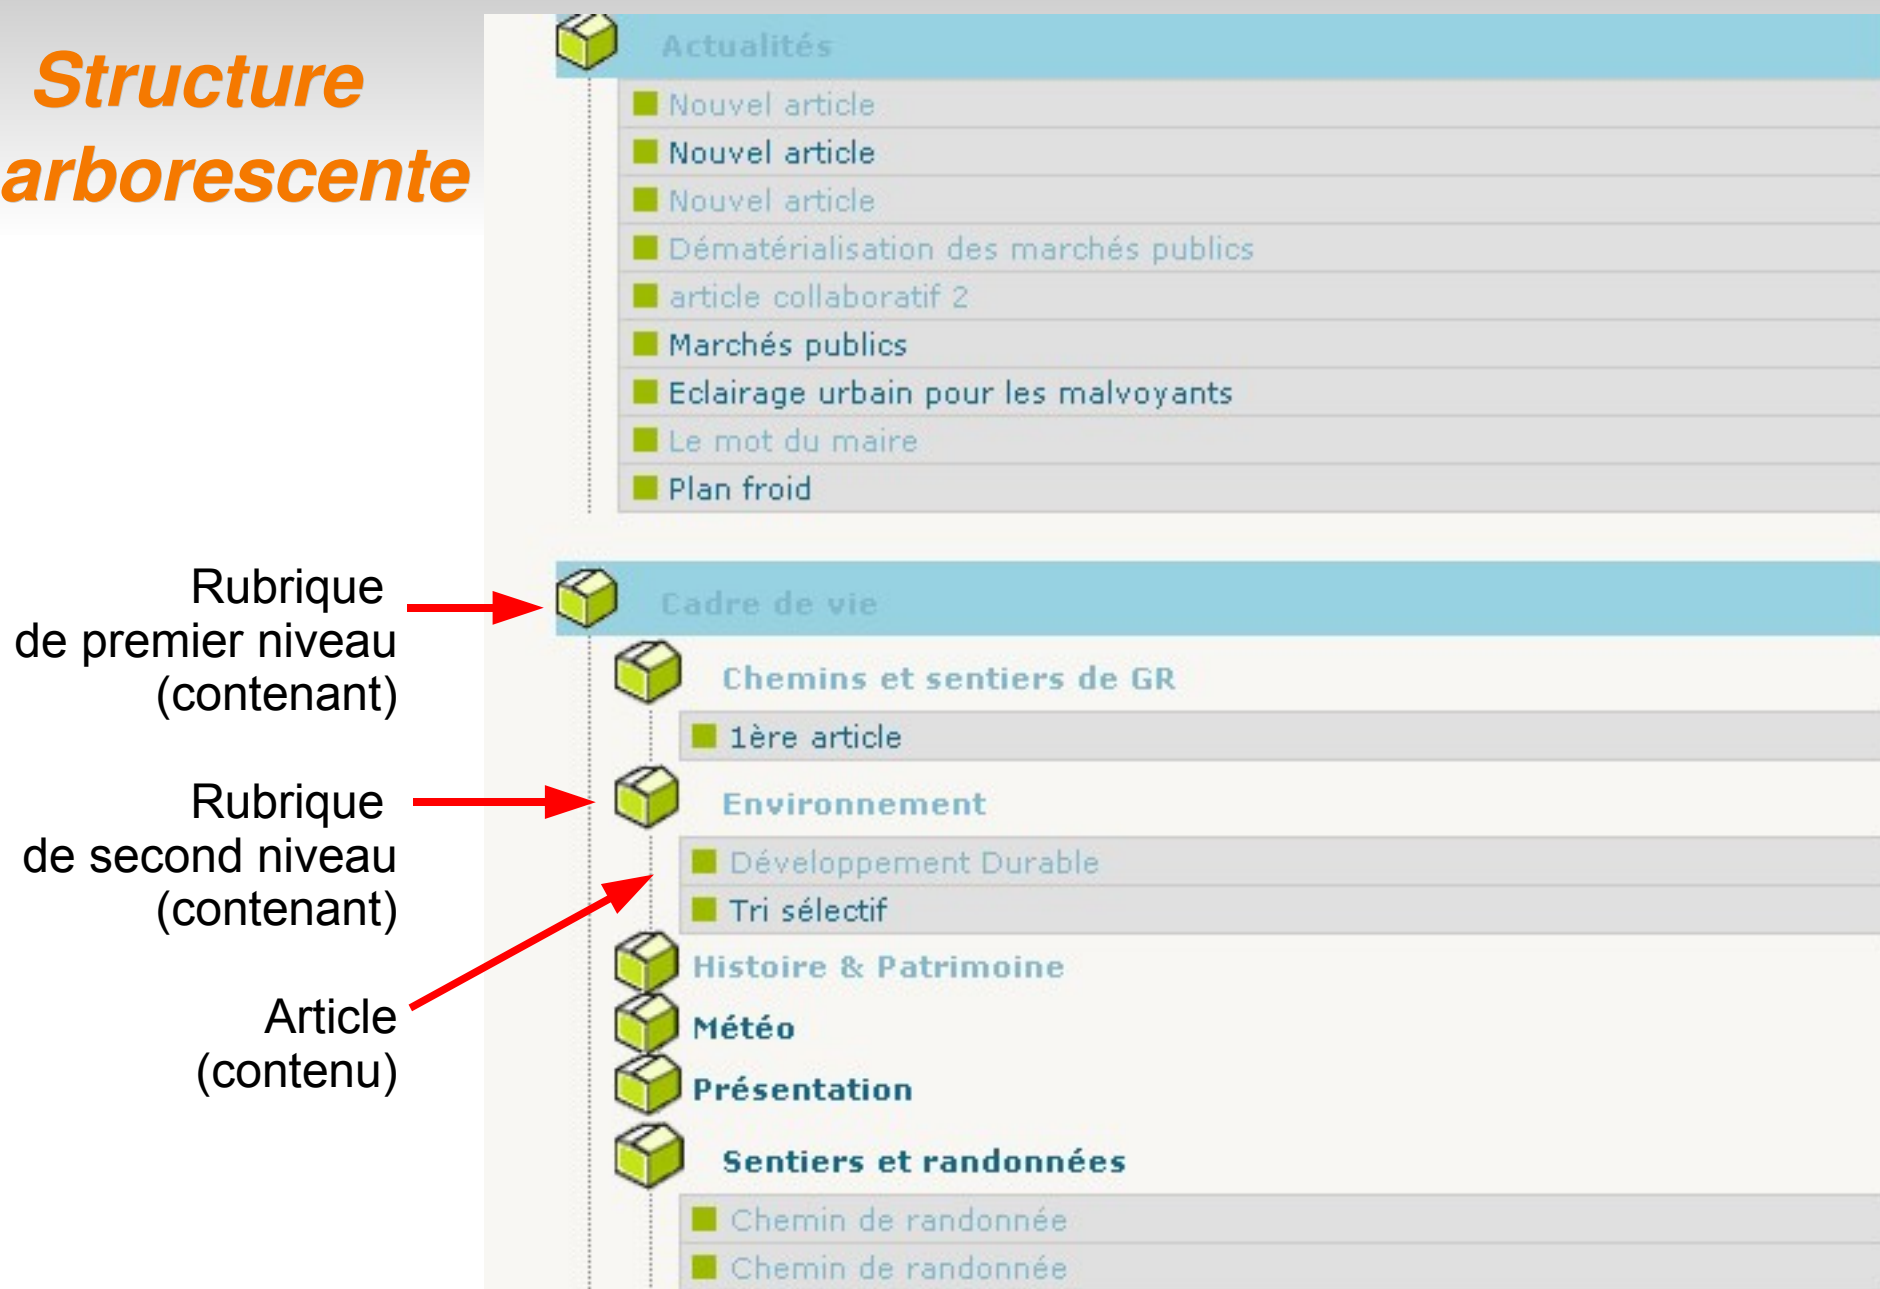 Structure
arborescente
Actualités
Nouvel article
Nouvel article
Nouvel article
Dématérialisation des marchés publics
article collaboratif 2
Marchés publics
Eclairage urbain pour les malvoyants
Le mot du maire
Plan froid
Rubrique
de premier niveau
(contenant)
Cadre de vie
Chemins et sentiers de GR
1ère article
Rubrique
de second niveau
(contenant)
Environnement
Développement Durable
Tri sélectif
Article
(contenu)
Histoire & Patrimoine
Météo
Présentation
Sentiers et randonnées
Chemin de randonnée
Chemin de randonnée